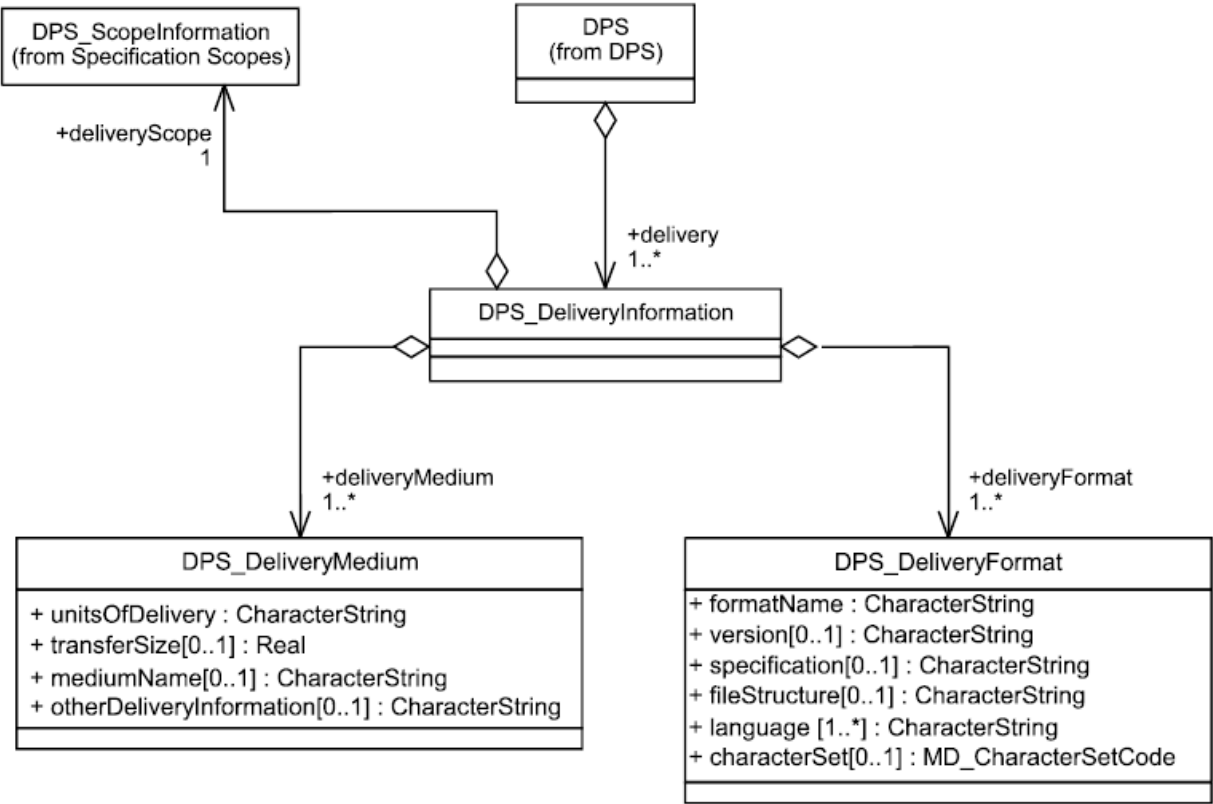 DPS_ScopeInformation
(from Specification Scopes)
DPS
(from DPS)
+deliveryScope
1
+delivery
1..*
DPS_DeliveryInformation
+deliveryMedium
1..*
+deliveryFormat
1..*
DPS_DeliveryMedium
+ unitsOfDelivery : CharacterString
+ transferSize[0..1] : Real
+ mediumName[0..1] : CharacterString
+ otherDeliveryInformation[0..1] : CharacterString
DPS_DeliveryFormat
+ formatName : CharacterString
+ version[0..1] : CharacterString
+ specification[0..1] : CharacterString
+ fileStructure[0..1] : CharacterString
+ language [1..*] : CharacterString
+ characterSet[0..1] : MD_CharacterSetCode